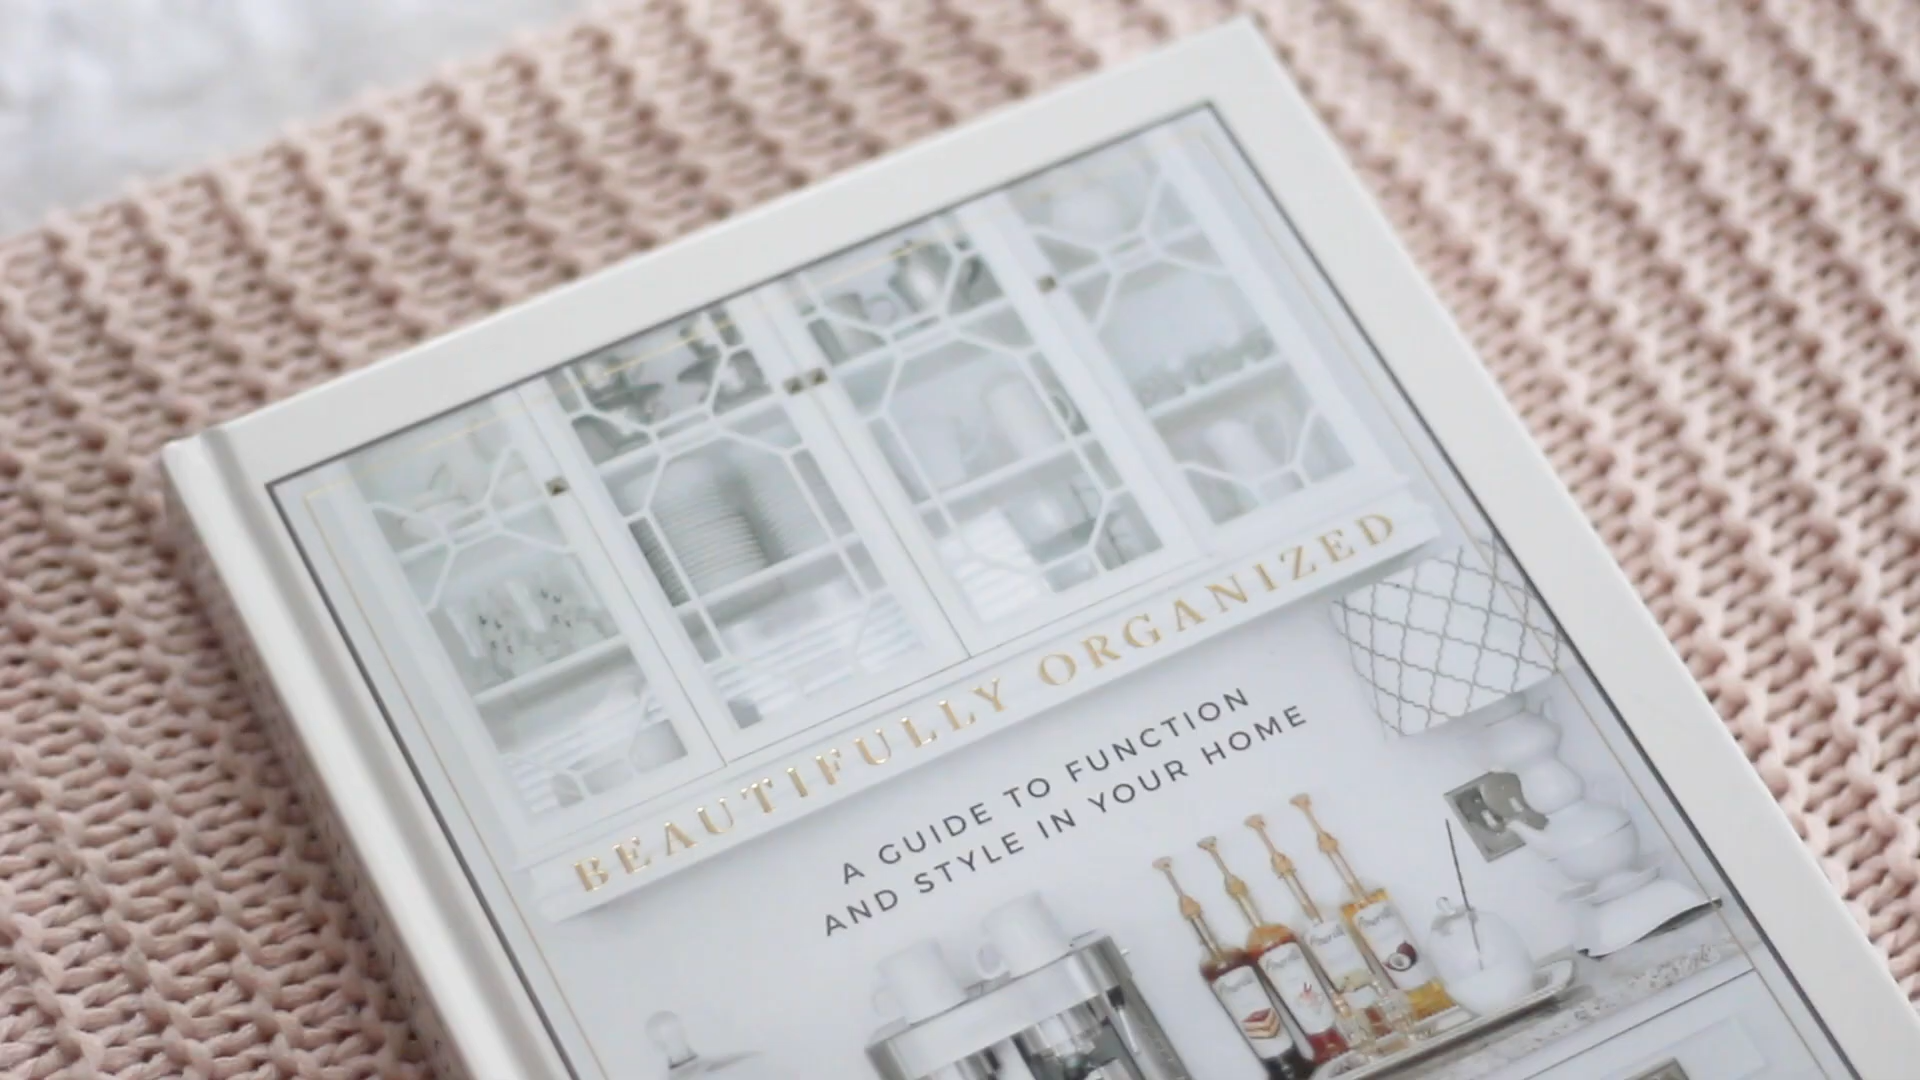 BEAUTIFULLY ORGANIZED
A GUIDE TO FUNCTION
AND STYLE IN YOUR HOME